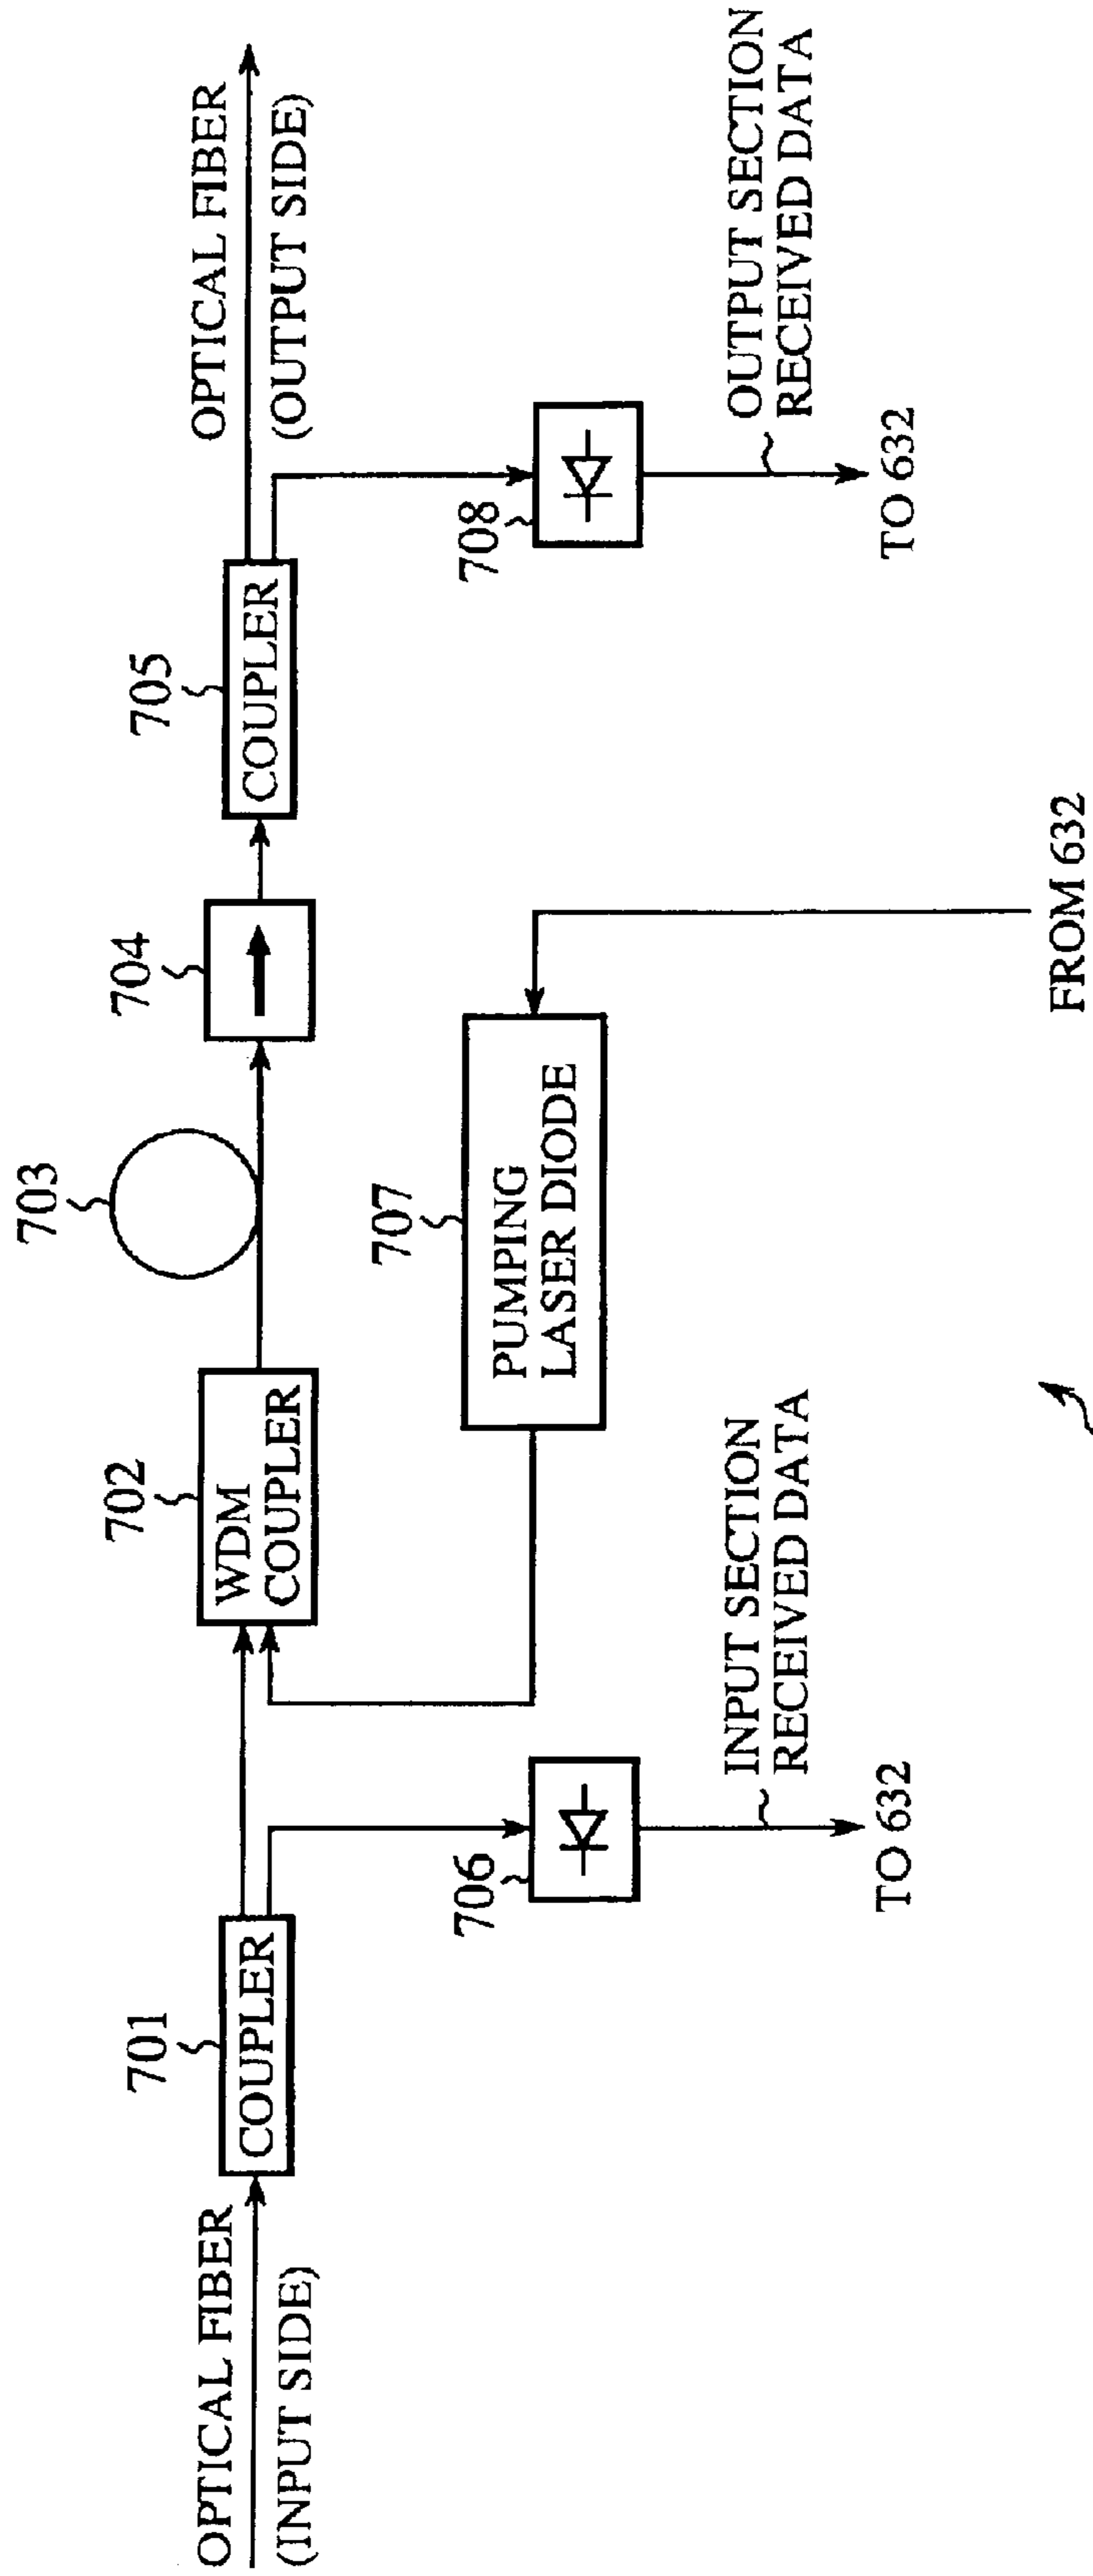 OPTICAL FIBER
(INPUT SIDE)
701
COUPLER
706
INPUT SECTION
RECEIVED DATA
TO 632
702
WDM
COUPLER
703
707
PUMPING
LASER DIODE
704
FROM 632
705
COUPLER
708
OUTPUT SECTION
RECEIVED DATA
TO 632
OPTICAL FIBER
(OUTPUT SIDE)